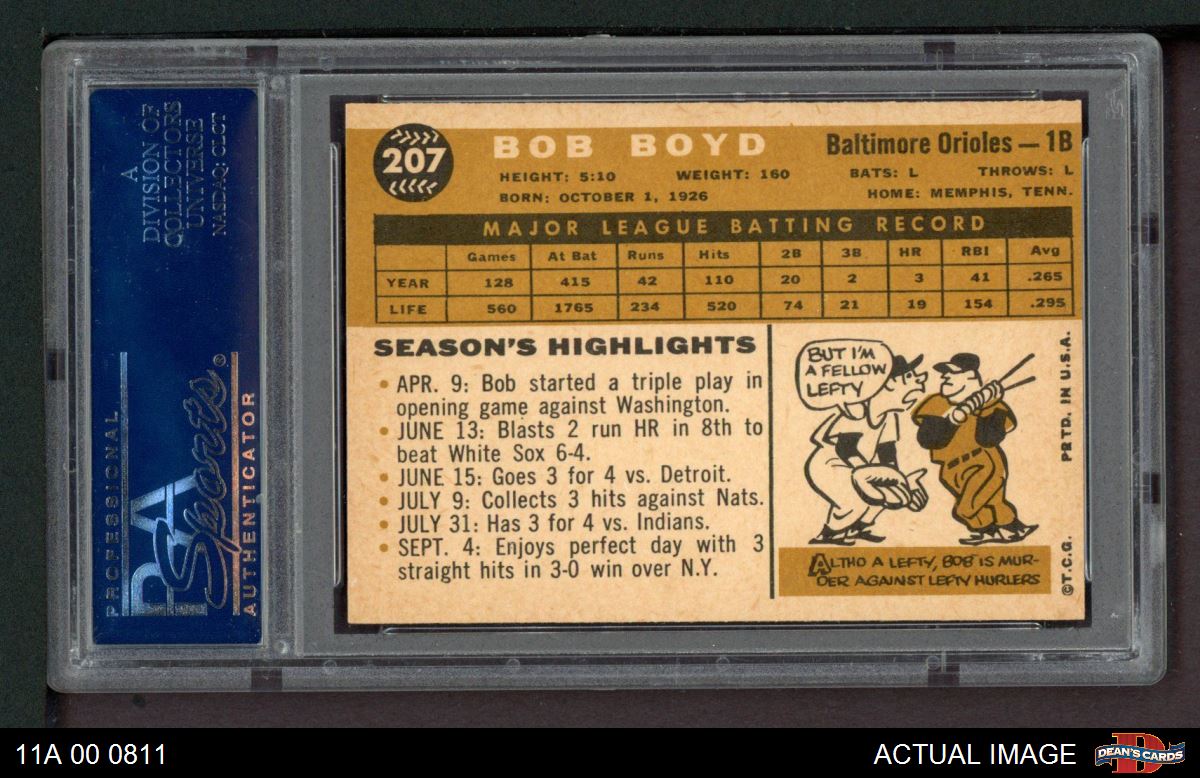 A
DIVISION OF
COLLECTORS
UNIVERSE
NASDAQ: CLCT
PROFESSIONAL
PSA
Sports®
AUTHENTICATOR
207
BOB BOYD
Baltimore Orioles — 1B
HEIGHT: 5:10 WEIGHT: 160 BATS: L THROWS: L
BORN: OCTOBER 1, 1926 HOME: MEMPHIS, TENN.
MAJOR LEAGUE BATTING RECORD
Games At Bat Runs Hits 2B 3B HR RBI Avg
YEAR 128 415 42 110 20 2 3 41 .265
LIFE 560 1765 234 520 74 21 19 154 .295
SEASON'S HIGHLIGHTS
• APR. 9: Bob started a triple play in
opening game against Washington.
• JUNE 13: Blasts 2 run HR in 8th to
beat White Sox 6-4.
• JUNE 15: Goes 3 for 4 vs. Detroit.
• JULY 9: Collects 3 hits against Nats.
• JULY 31: Has 3 for 4 vs. Indians.
• SEPT. 4: Enjoys perfect day with 3
straight hits in 3-0 win over N.Y.
BUT I'M
A FELLOW
LEFTY
ALTHO A LEFTY, BOB IS MUR-
DER AGAINST LEFTY HURLERS
©T.C.G. PRTD. IN U.S.A.
11A 00 0811
ACTUAL IMAGE
DEAN'S CARDS